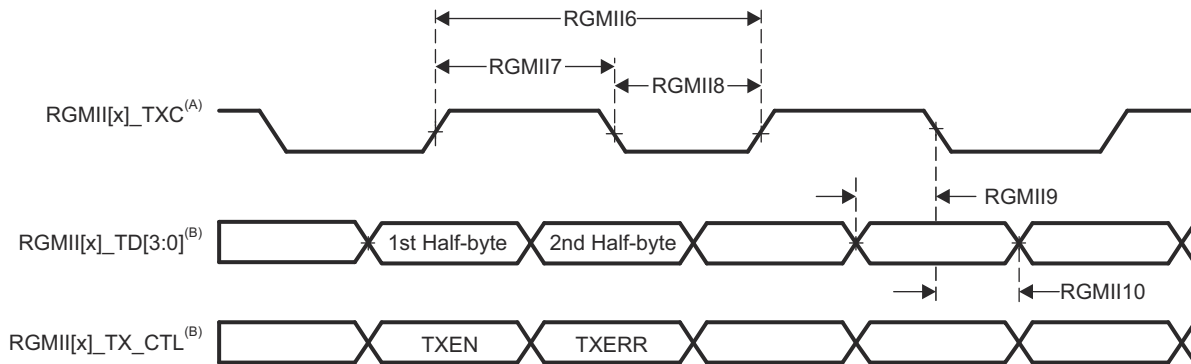 RGMII6
RGMII7
RGMII8
RGMII[x]_TXC(A)
RGMII9
RGMII[x]_TD[3:0](B)
1st Half-byte
2nd Half-byte
RGMII10
RGMII[x]_TX_CTL(B)
TXEN
TXERR